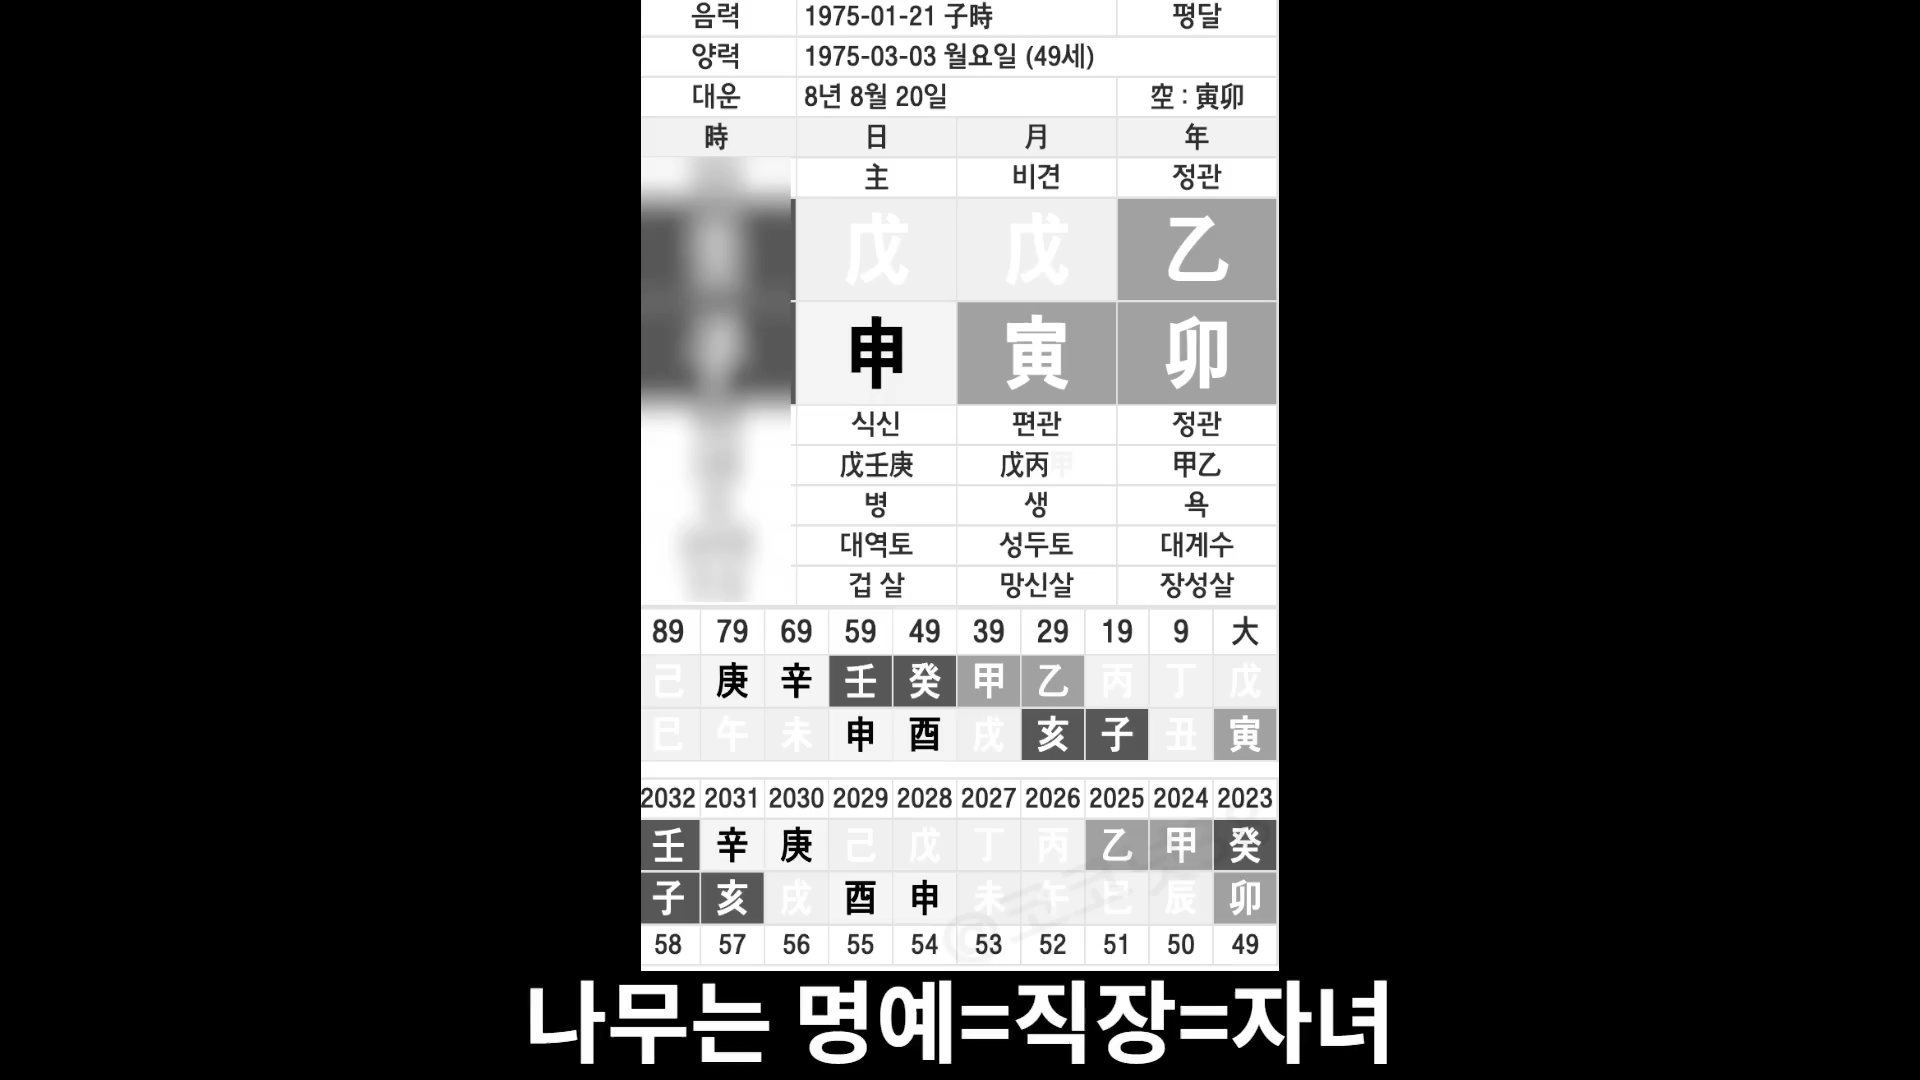 음력 1975-01-21 子時 평달
양력 1975-03-03 월요일 (49세)
대운 8년 8월 20일 空 : 寅卯
時 日 月 年
主 비견 정관
戊 戊 乙
申 寅 卯
식신 편관 정관
戊壬庚 戊丙甲 甲乙
병 생 욕
대역토 성두토 대계수
겁 살 망신살 장성살
89 79 69 59 49 39 29 19 9 大
己 庚 辛 壬 癸 甲 乙 丙 丁 戊
巳 午 未 申 酉 戌 亥 子 丑 寅
2032 2031 2030 2029 2028 2027 2026 2025 2024 2023
壬 辛 庚 己 戊 丁 丙 乙 甲 癸
子 亥 戌 酉 申 未 午 巳 辰 卯
58 57 56 55 54 53 52 51 50 49
나무는 명예=직장=자녀